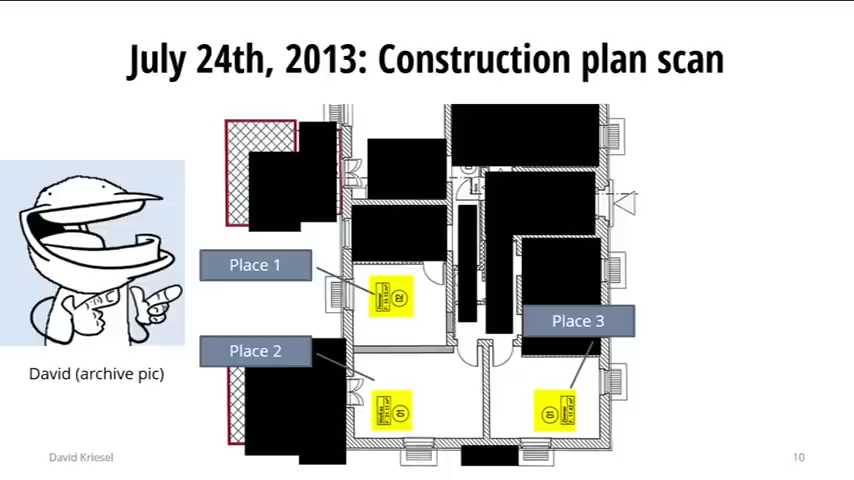 July 24th, 2013: Construction plan scan
Place 1
Place 3
Place 2
David (archive pic)
David Kriesel
10